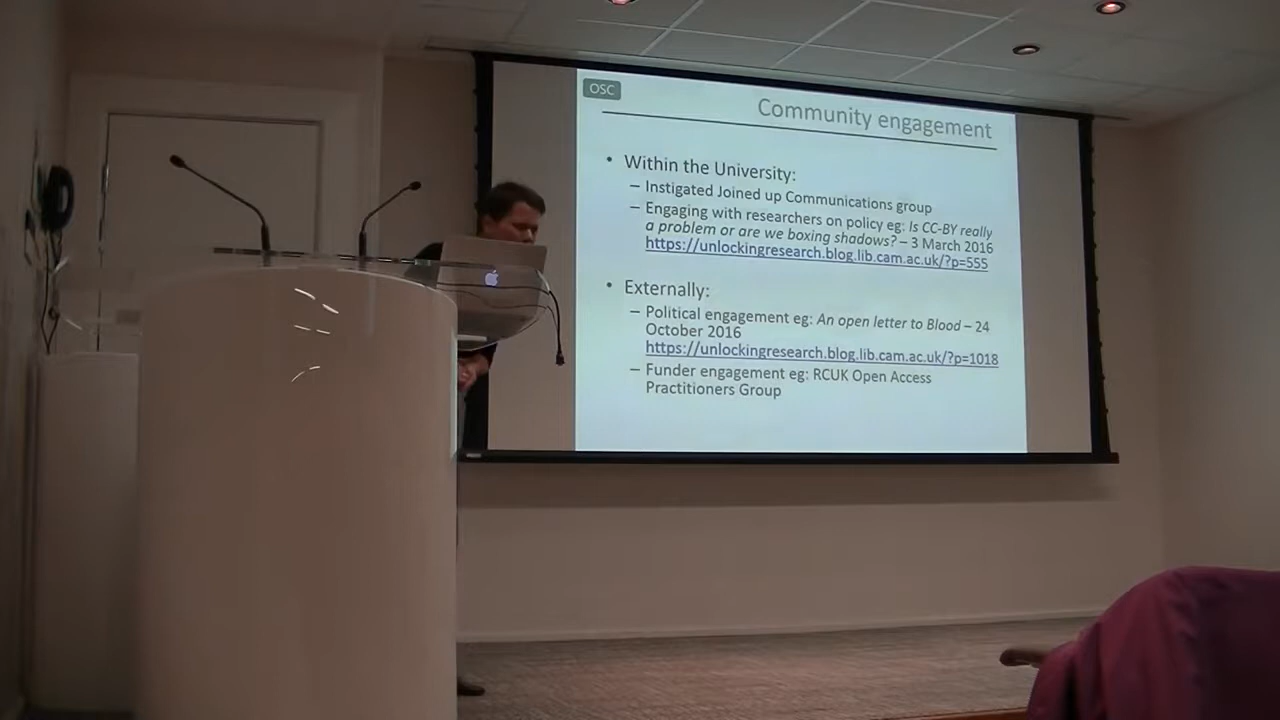 OSC
Community engagement
• Within the University:
– Instigated Joined up Communications group
– Engaging with researchers on policy eg: Is CC-BY really
a problem or are we boxing shadows? – 3 March 2016
https://unlockingresearch.blog.lib.cam.ac.uk/?p=555
• Externally:
– Political engagement eg: An open letter to Blood – 24
October 2016
https://unlockingresearch.blog.lib.cam.ac.uk/?p=1018
– Funder engagement eg: RCUK Open Access
Practitioners Group